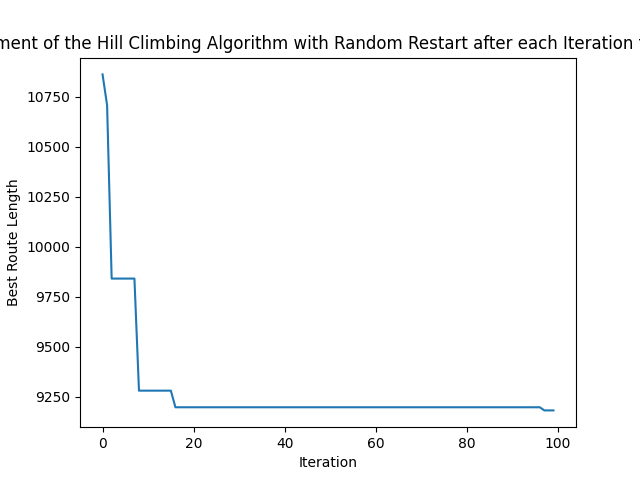 ment of the Hill Climbing Algorithm with Random Restart after each Iteration
10750
10500
10250
10000
9750
9500
9250
Best Route Length
0 20 40 60 80 100
Iteration